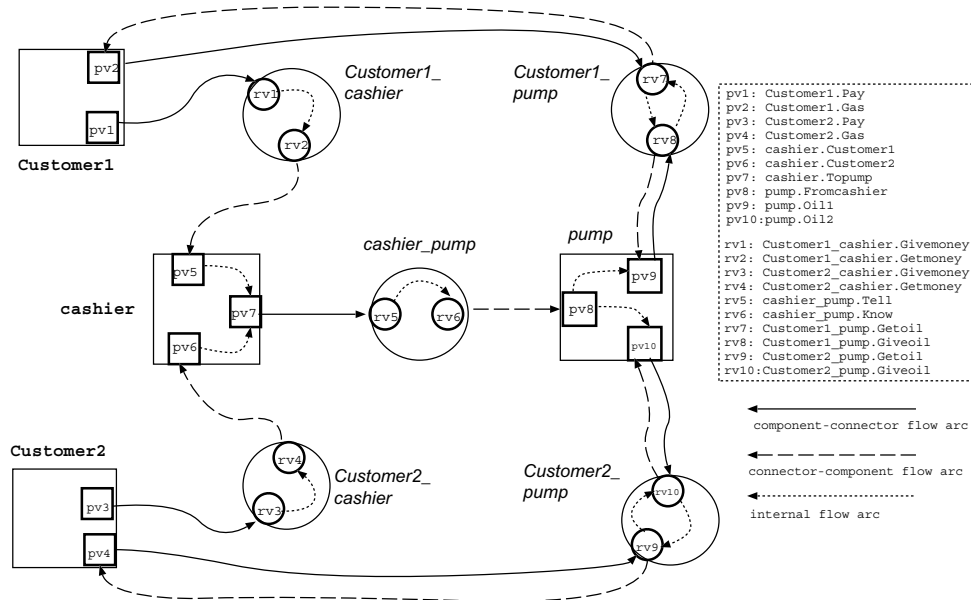 pv2
pv1
Customer1
rv1
rv2
Customer1_
cashier
Customer1_
pump
rv7
rv8
pv1: Customer1.Pay
pv2: Customer1.Gas
pv3: Customer2.Pay
pv4: Customer2.Gas
pv5: cashier.Customer1
pv6: cashier.Customer2
pv7: cashier.Topump
pv8: pump.Fromcashier
pv9: pump.Oil1
pv10:pump.Oil2
rv1: Customer1_cashier.Givemoney
rv2: Customer1_cashier.Getmoney
rv3: Customer2_cashier.Givemoney
rv4: Customer2_cashier.Getmoney
rv5: cashier_pump.Tell
rv6: cashier_pump.Know
rv7: Customer1_pump.Getoil
rv8: Customer1_pump.Giveoil
rv9: Customer2_pump.Getoil
rv10:Customer2_pump.Giveoil
cashier
pv5
pv7
pv6
cashier_pump
rv5
rv6
pump
pv8
pv9
pv10
component-connector flow arc
connector-component flow arc
internal flow arc
Customer2
pv3
pv4
rv4
rv3
Customer2_
cashier
Customer2_
pump
rv10
rv9